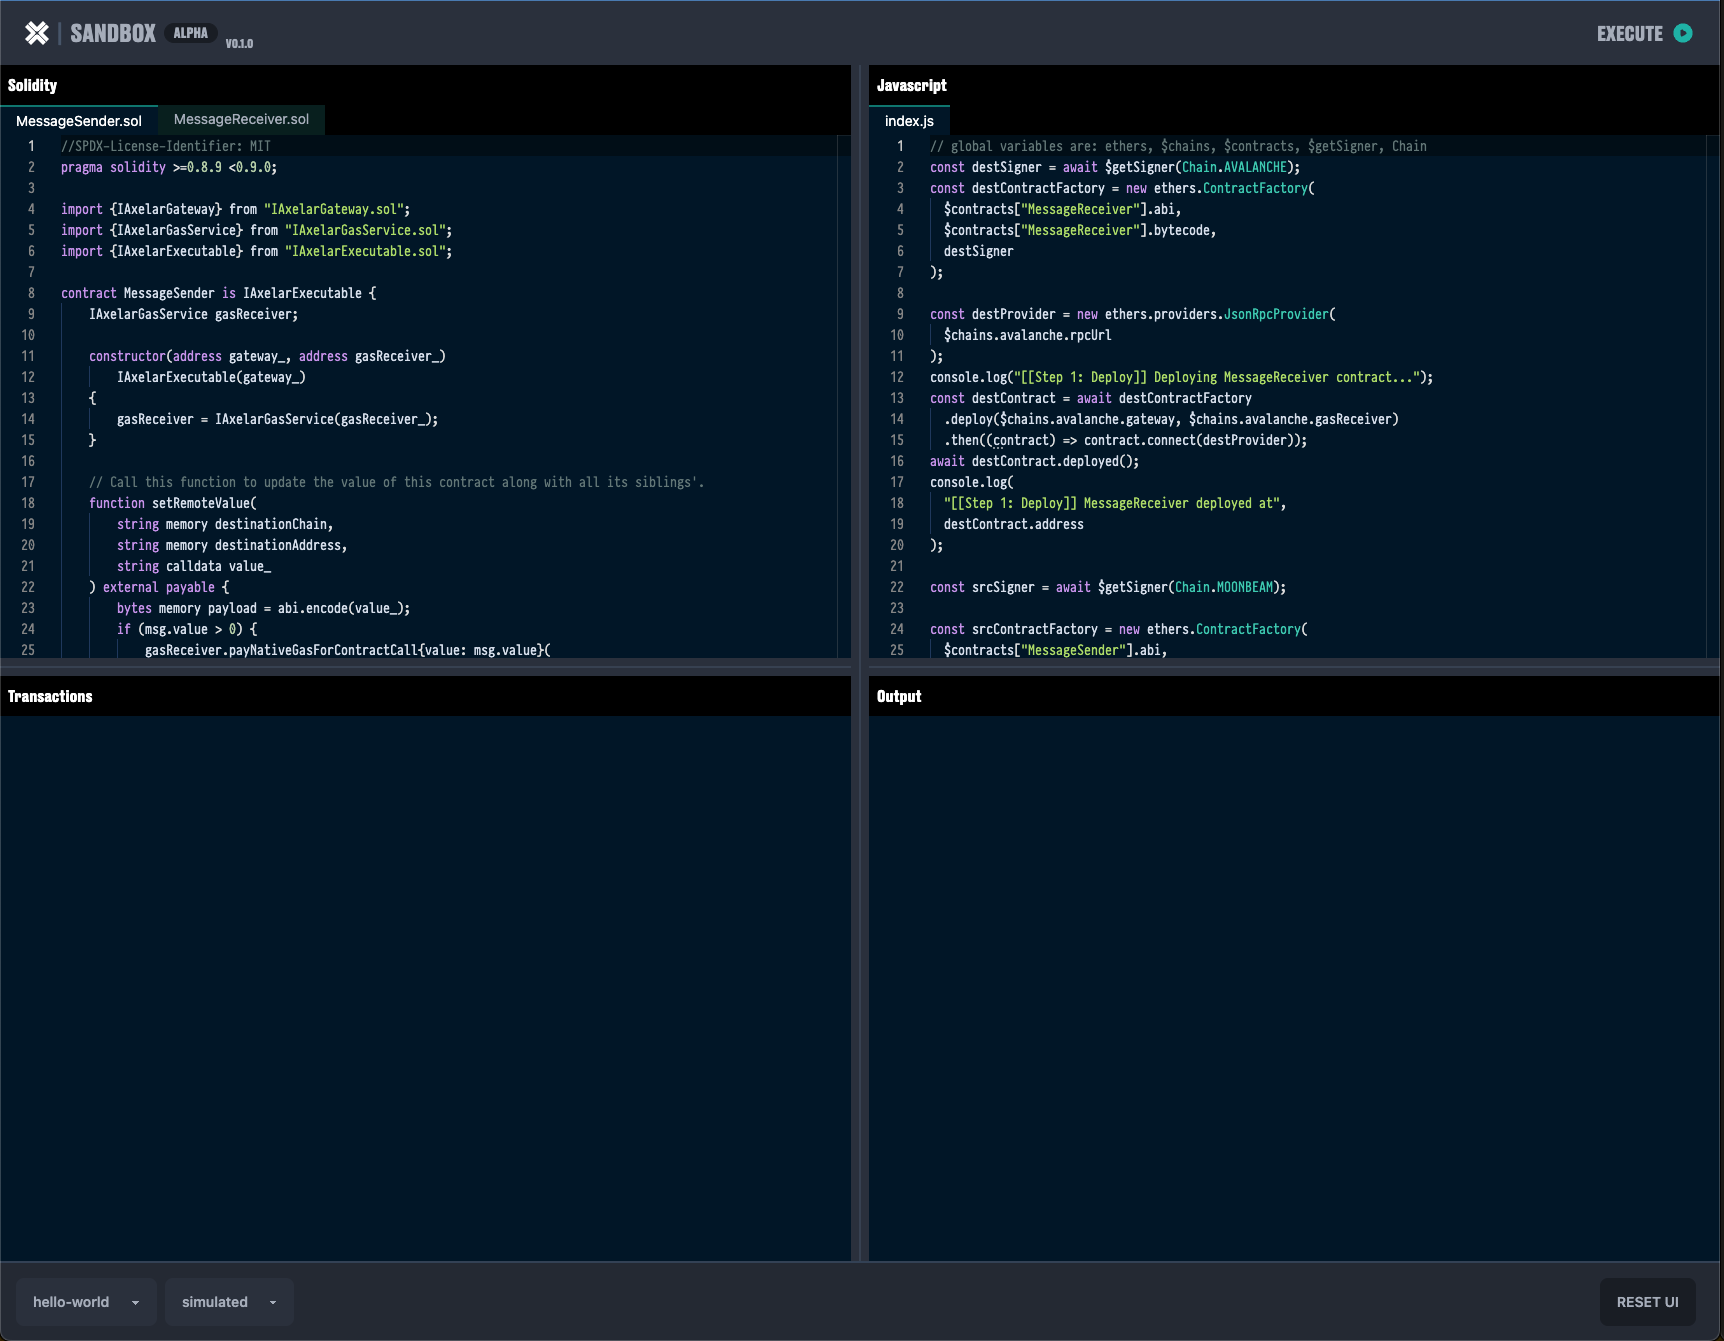 SANDBOX ALPHA V0.1.0
EXECUTE
Solidity
MessageSender.sol MessageReceiver.sol
1 //SPDX-License-Identifier: MIT
2 pragma solidity >=0.8.9 <0.9.0;
3
4 import {IAxelarGateway} from "IAxelarGateway.sol";
5 import {IAxelarGasService} from "IAxelarGasService.sol";
6 import {IAxelarExecutable} from "IAxelarExecutable.sol";
7
8 contract MessageSender is IAxelarExecutable {
9     IAxelarGasService gasReceiver;
10
11     constructor(address gateway_, address gasReceiver_)
12         IAxelarExecutable(gateway_)
13     {
14         gasReceiver = IAxelarGasService(gasReceiver_);
15     }
16
17     // Call this function to update the value of this contract along with all its siblings'.
18     function setRemoteValue(
19         string memory destinationChain,
20         string memory destinationAddress,
21         string calldata value_
22     ) external payable {
23         bytes memory payload = abi.encode(value_);
24         if (msg.value > 0) {
25             gasReceiver.payNativeGasForContractCall{value: msg.value}(
Javascript
index.js
1 // global variables are: ethers, $chains, $contracts, $getSigner, Chain
2 const destSigner = await $getSigner(Chain.AVALANCHE);
3 const destContractFactory = new ethers.ContractFactory(
4   $contracts["MessageReceiver"].abi,
5   $contracts["MessageReceiver"].bytecode,
6   destSigner
7 );
8
9 const destProvider = new ethers.providers.JsonRpcProvider(
10   $chains.avalanche.rpcUrl
11 );
12 console.log("[[Step 1: Deploy]] Deploying MessageReceiver contract...");
13 const destContract = await destContractFactory
14   .deploy($chains.avalanche.gateway, $chains.avalanche.gasReceiver)
15   .then((contract) => contract.connect(destProvider));
16 await destContract.deployed();
17 console.log(
18   "[[Step 1: Deploy]] MessageReceiver deployed at",
19   destContract.address
20 );
21
22 const srcSigner = await $getSigner(Chain.MOONBEAM);
23
24 const srcContractFactory = new ethers.ContractFactory(
25   $contracts["MessageSender"].abi,
Transactions
Output
hello-world
simulated
RESET UI